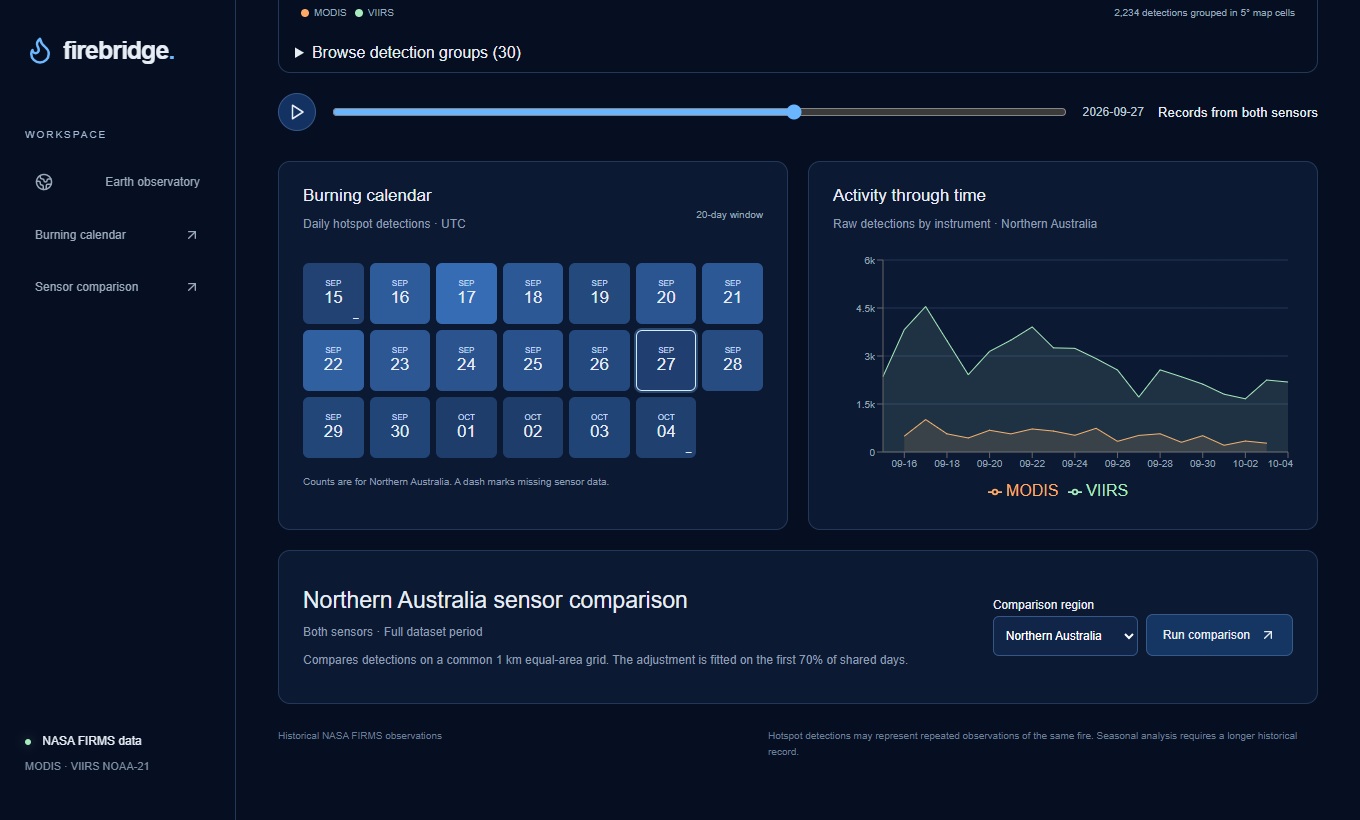 MODIS VIIRS
2,234 detections grouped in 5° map cells
Browse detection groups (30)
firebridge.
2026-09-27 Records from both sensors
WORKSPACE
Earth observatory
Burning calendar
Sensor comparison
Burning calendar
Daily hotspot detections · UTC
20-day window
SEP SEP SEP SEP SEP SEP SEP
15 16 17 18 19 20 21
–
SEP SEP SEP SEP SEP SEP SEP
22 23 24 25 26 27 28
SEP SEP OCT OCT OCT OCT
29 30 01 02 03 04
–
Counts are for Northern Australia. A dash marks missing sensor data.
Activity through time
Raw detections by instrument · Northern Australia
6k
4.5k
3k
1.5k
0
09-16 09-18 09-20 09-22 09-24 09-26 09-28 09-30 10-02 10-04
MODIS VIIRS
Northern Australia sensor comparison
Both sensors · Full dataset period
Compares detections on a common 1 km equal-area grid. The adjustment is fitted on the first 70% of shared days.
Comparison region
Northern Australia
Run comparison
NASA FIRMS data
MODIS · VIIRS NOAA-21
Historical NASA FIRMS observations
Hotspot detections may represent repeated observations of the same fire. Seasonal analysis requires a longer historical
record.